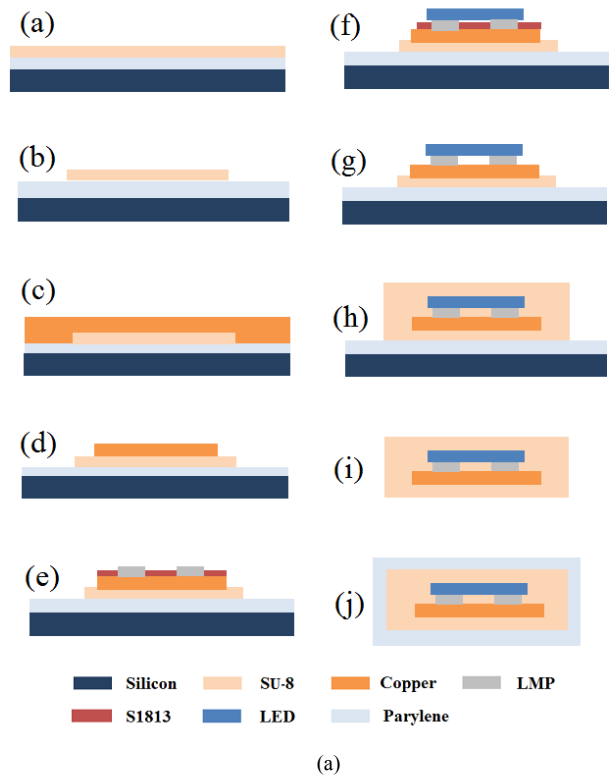 (a)
(f)
(b)
(g)
(c)
(h)
(d)
(i)
(e)
(j)
Silicon SU-8 Copper LMP
S1813 LED Parylene
(a)